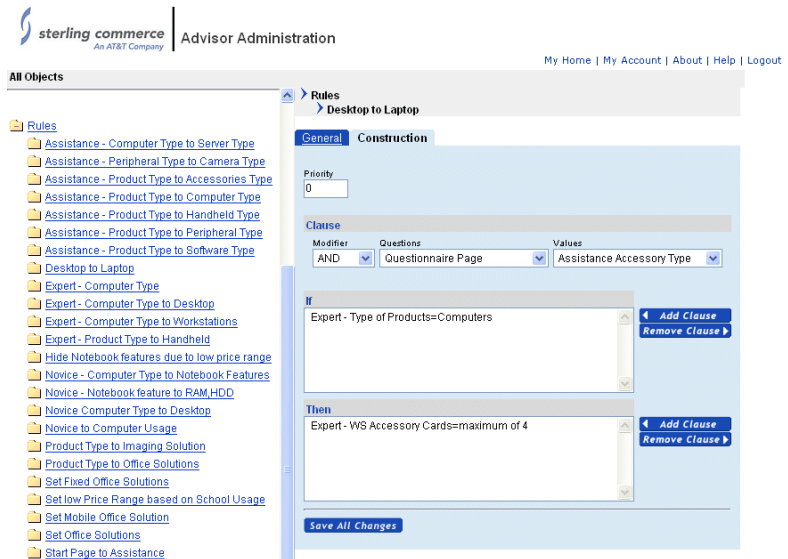 sterling commerce
An AT&T Company
Advisor Administration
My Home | My Account | About | Help | Logout
All Objects
Rules
Assistance - Computer Type to Server Type
Assistance - Peripheral Type to Camera Type
Assistance - Product Type to Accessories Type
Assistance - Product Type to Computer Type
Assistance - Product Type to Handheld Type
Assistance - Product Type to Peripheral Type
Assistance - Product Type to Software Type
Desktop to Laptop
Expert - Computer Type
Expert - Computer Type to Desktop
Expert - Computer Type to Workstations
Expert - Product Type to Handheld
Hide Notebook features due to low price range
Novice - Computer Type to Notebook Features
Novice - Notebook feature to RAM,HDD
Novice Computer Type to Desktop
Novice to Computer Usage
Product Type to Imaging Solution
Product Type to Office Solutions
Set Fixed Office Solutions
Set low Price Range based on School Usage
Set Mobile Office Solution
Set Office Solutions
Start Page to Assistance
Rules
Desktop to Laptop
General Construction
Priority
0
Clause
Modifier Questions Values
AND Questionnaire Page Assistance Accessory Type
If
Expert - Type of Products=Computers
Add Clause
Remove Clause
Then
Expert - WS Accessory Cards=maximum of 4
Add Clause
Remove Clause
Save All Changes